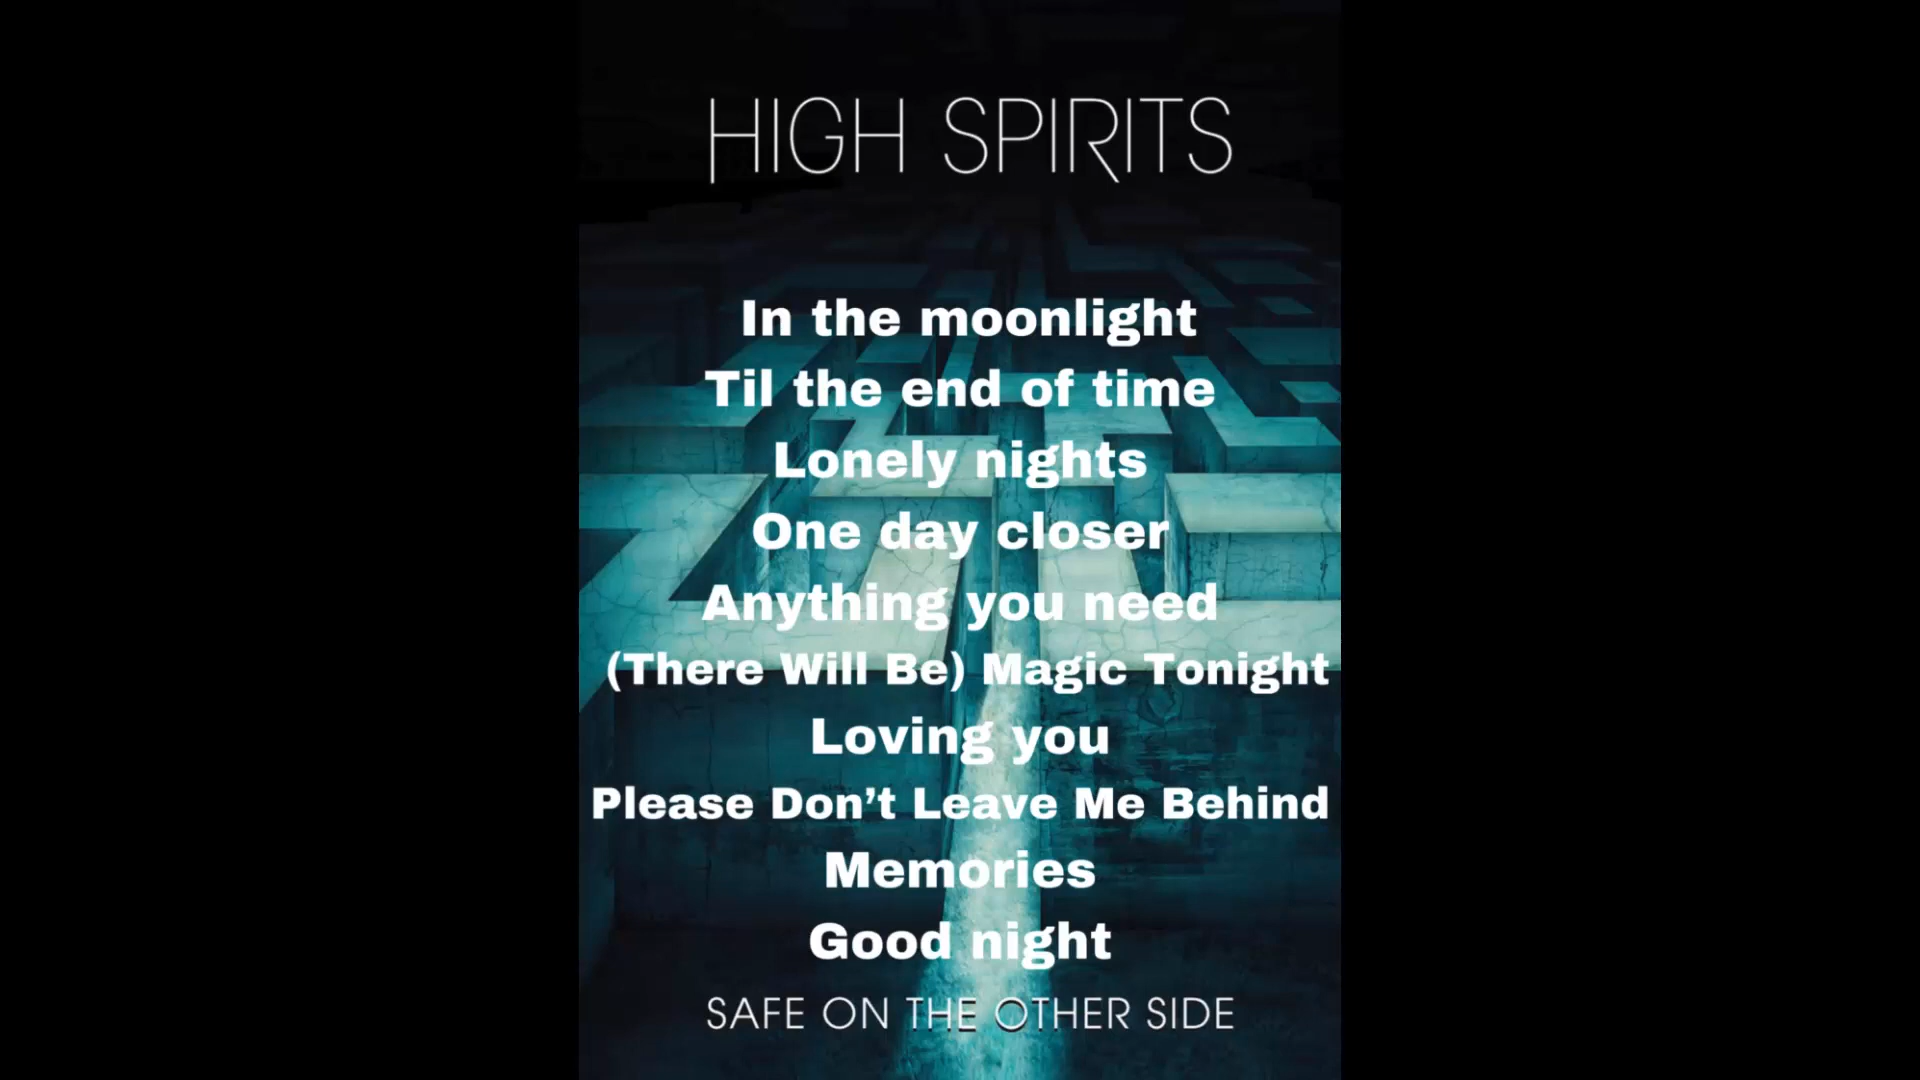 HIGH SPIRITS
In the moonlight
Til the end of time
Lonely nights
One day closer
Anything you need
(There Will Be) Magic Tonight
Loving you
Please Don’t Leave Me Behind
Memories
Good night
SAFE ON THE OTHER SIDE